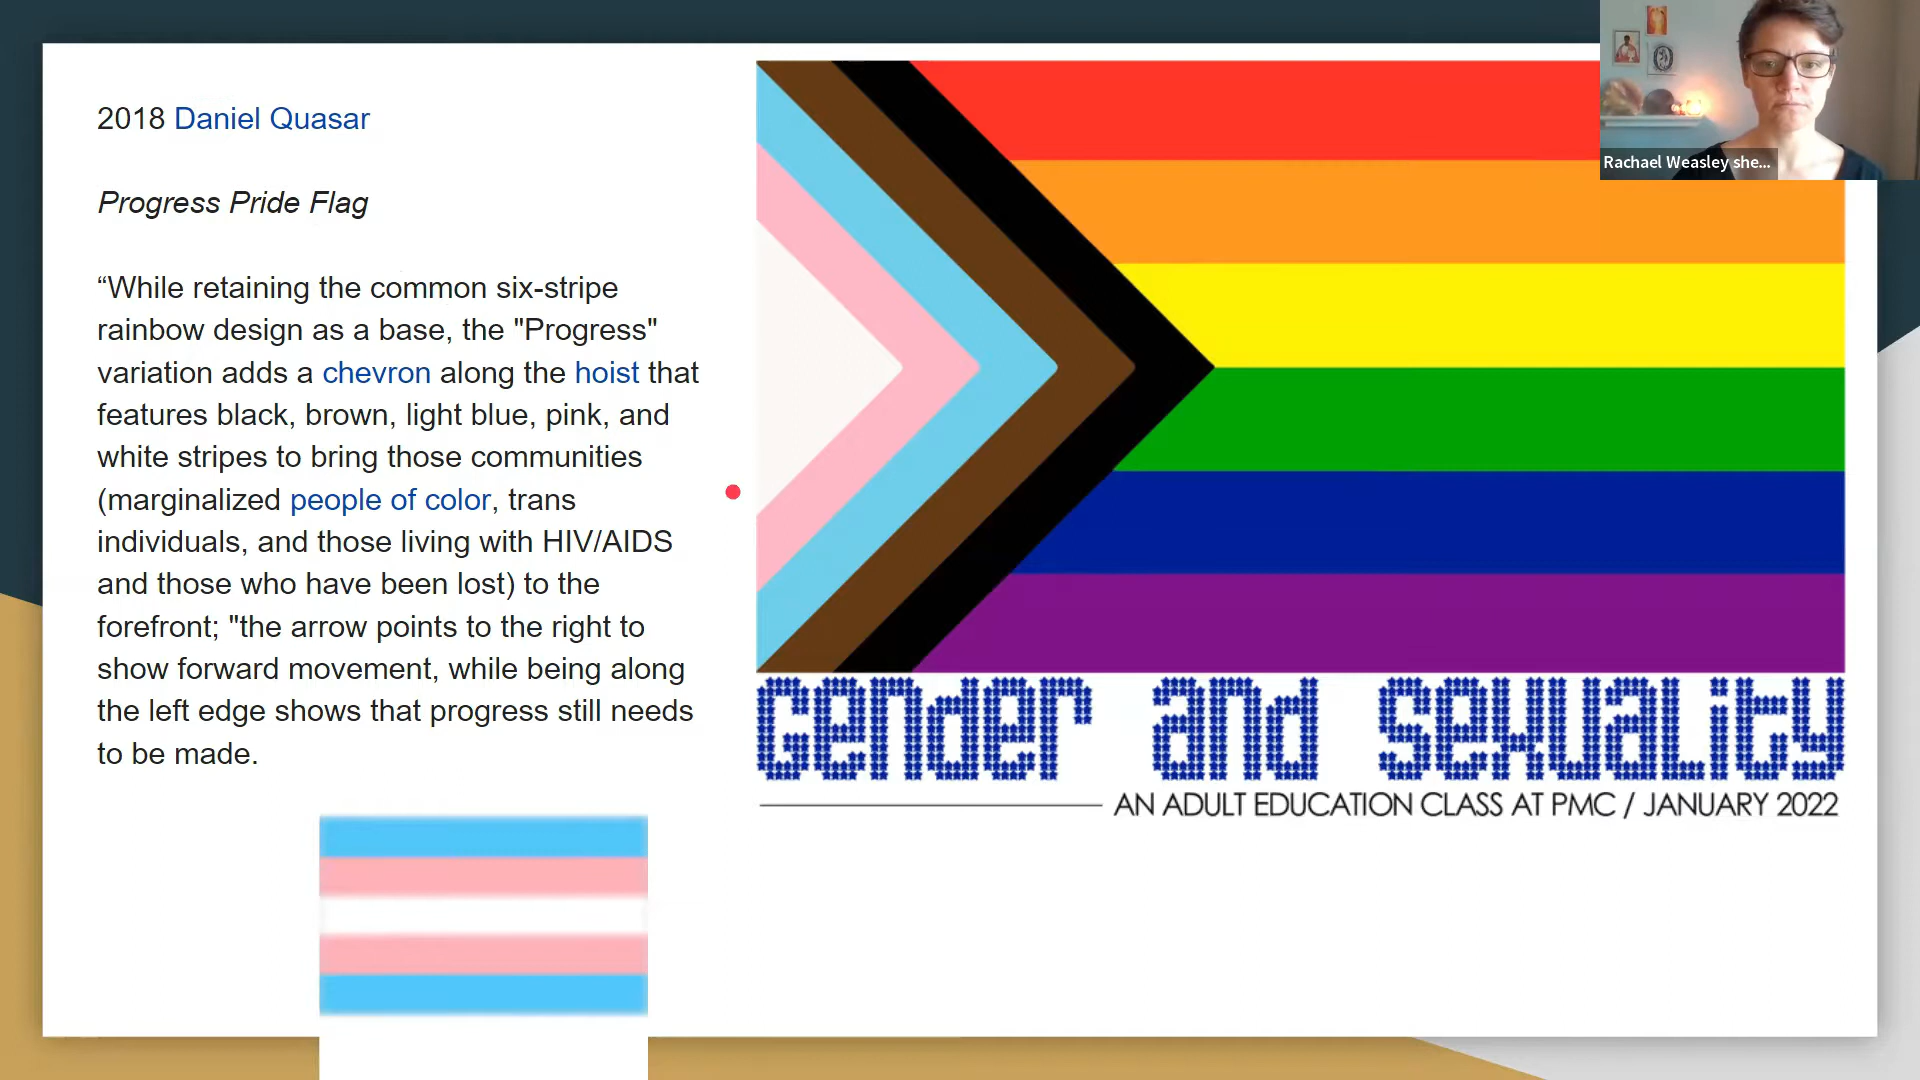 2018 Daniel Quasar
Progress Pride Flag
“While retaining the common six-stripe
rainbow design as a base, the "Progress"
variation adds a chevron along the hoist that
features black, brown, light blue, pink, and
white stripes to bring those communities
(marginalized people of color, trans
individuals, and those living with HIV/AIDS
and those who have been lost) to the
forefront; "the arrow points to the right to
show forward movement, while being along
the left edge shows that progress still needs
to be made.
Rachael Weasley she...
Gender and Sexuality
AN ADULT EDUCATION CLASS AT PMC / JANUARY 2022